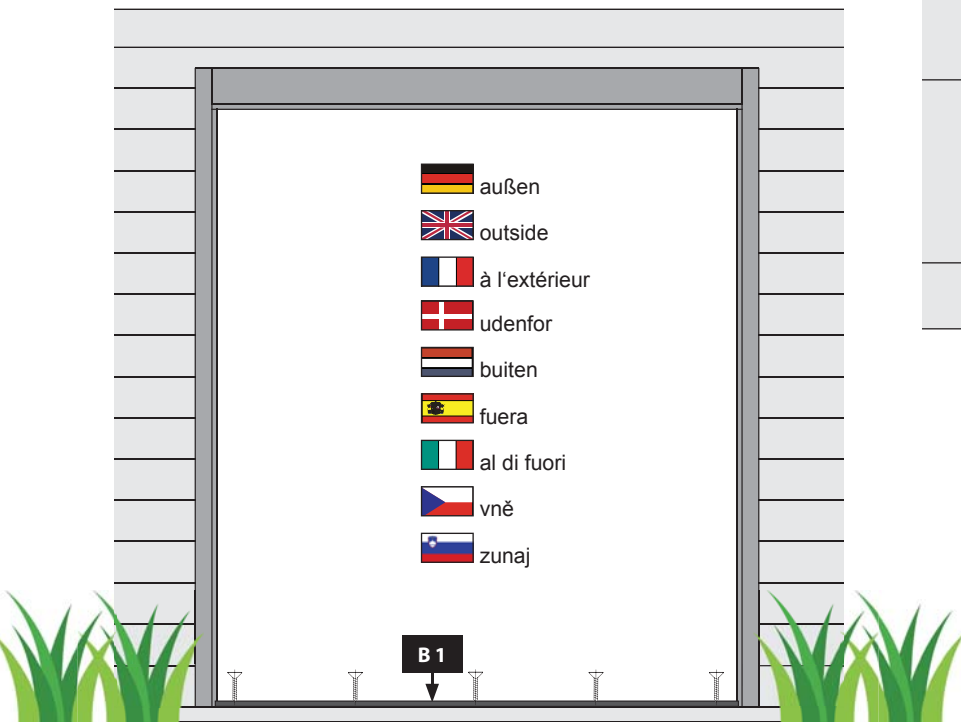 außen
outside
à l‘extérieur
udenfor
buiten
fuera
al di fuori
vně
zunaj
B 1